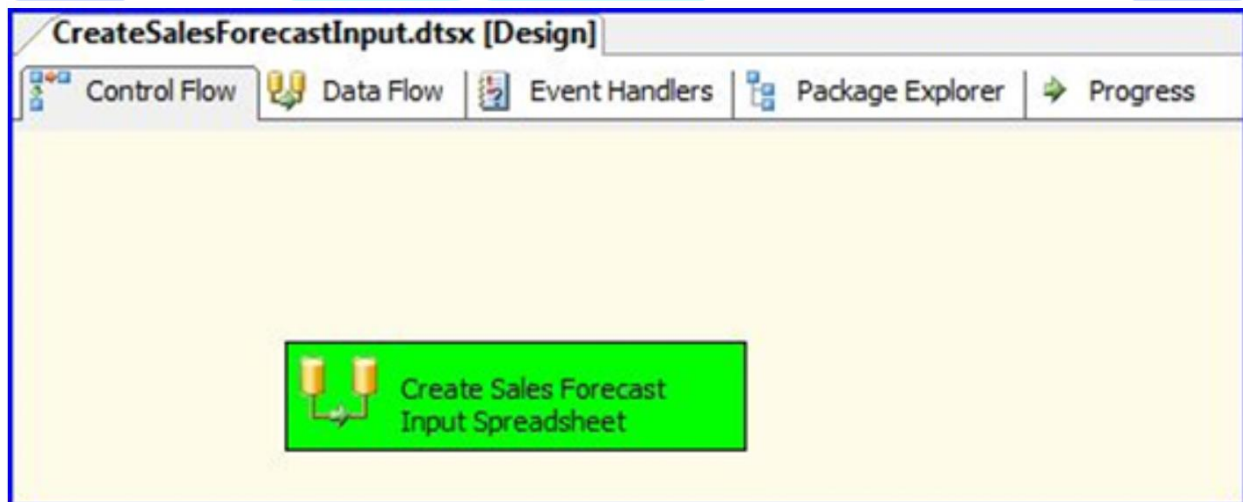 CreateSalesForecastInput.dtsx [Design]
Control Flow Data Flow Event Handlers Package Explorer Progress
Create Sales Forecast
Input Spreadsheet